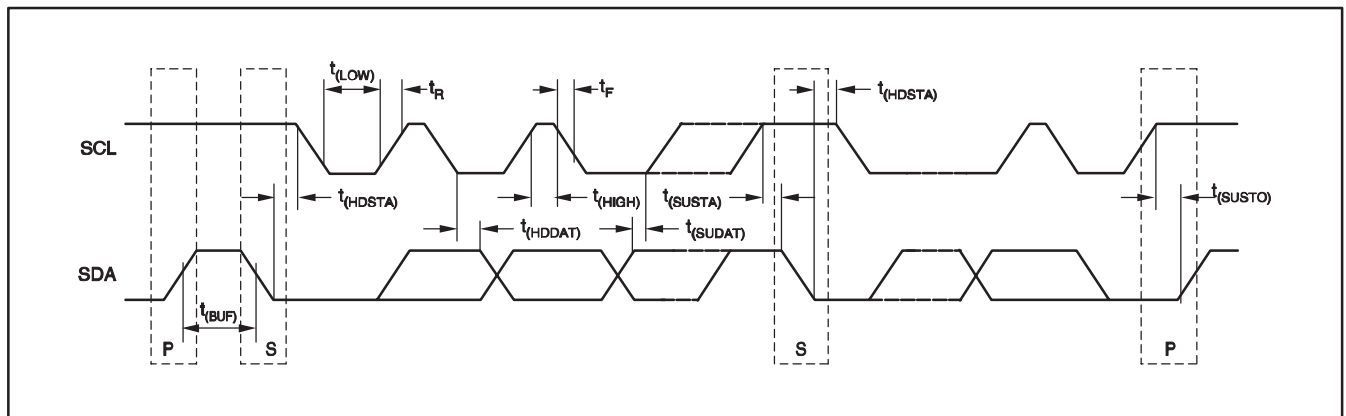 t(LOW)
tR
tF
t(HDSTA)
SCL
t(HDSTA)
t(HIGH)
t(SUSTA)
t(SUSTO)
t(HDDAT)
t(SUDAT)
SDA
t(BUF)
P
S
S
P